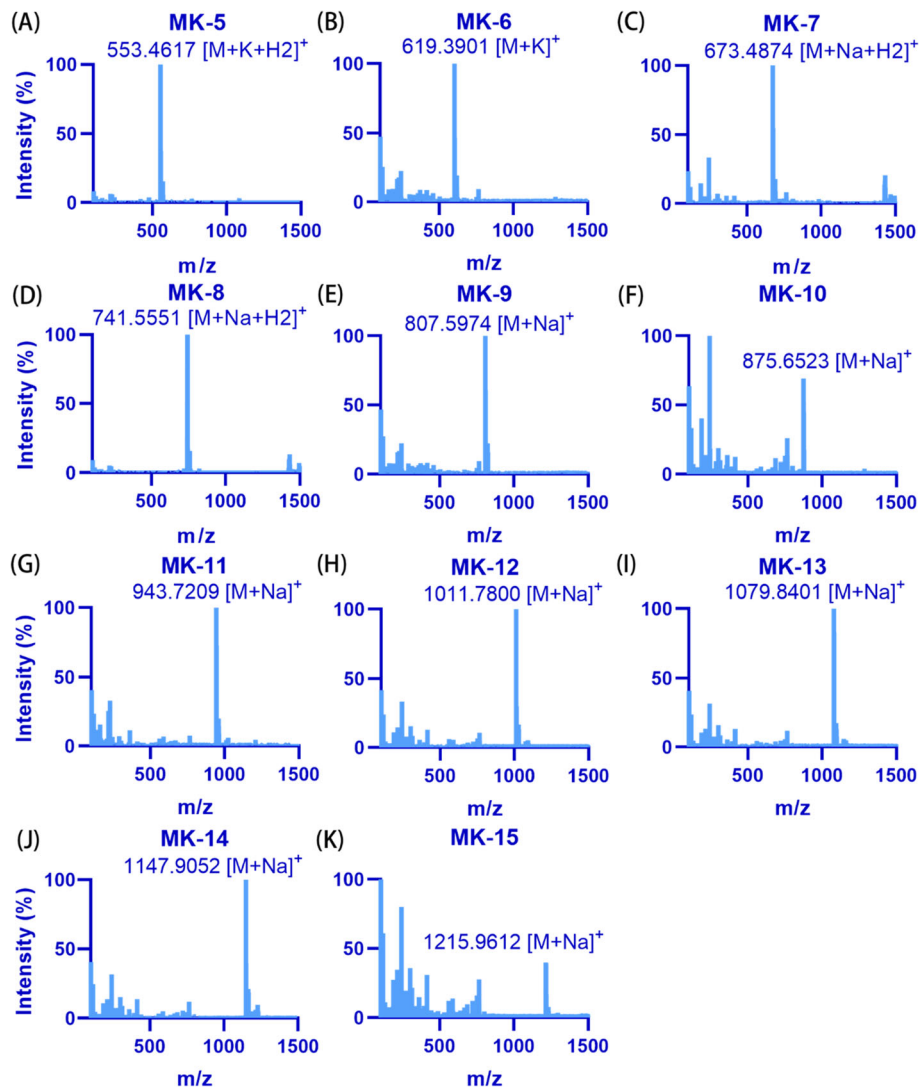 (A)
MK-5
553.4617 [M+K+H2]+
Intensity (%)
100
50
0
500
1000
1500
m/z
(B)
MK-6
619.3901 [M+K]+
100
50
0
500
1000
1500
m/z
(C)
MK-7
673.4874 [M+Na+H2]+
100
50
0
500
1000
1500
m/z
(D)
MK-8
741.5551 [M+Na+H2]+
Intensity (%)
100
50
0
500
1000
1500
m/z
(E)
MK-9
807.5974 [M+Na]+
100
50
0
500
1000
1500
m/z
(F)
MK-10
875.6523 [M+Na]+
100
50
0
500
1000
1500
m/z
(G)
MK-11
943.7209 [M+Na]+
Intensity (%)
100
50
0
500
1000
1500
m/z
(H)
MK-12
1011.7800 [M+Na]+
100
50
0
500
1000
1500
m/z
(I)
MK-13
1079.8401 [M+Na]+
100
50
0
500
1000
1500
m/z
(J)
MK-14
1147.9052 [M+Na]+
Intensity (%)
100
50
0
500
1000
1500
m/z
(K)
MK-15
1215.9612 [M+Na]+
100
50
0
500
1000
1500
m/z